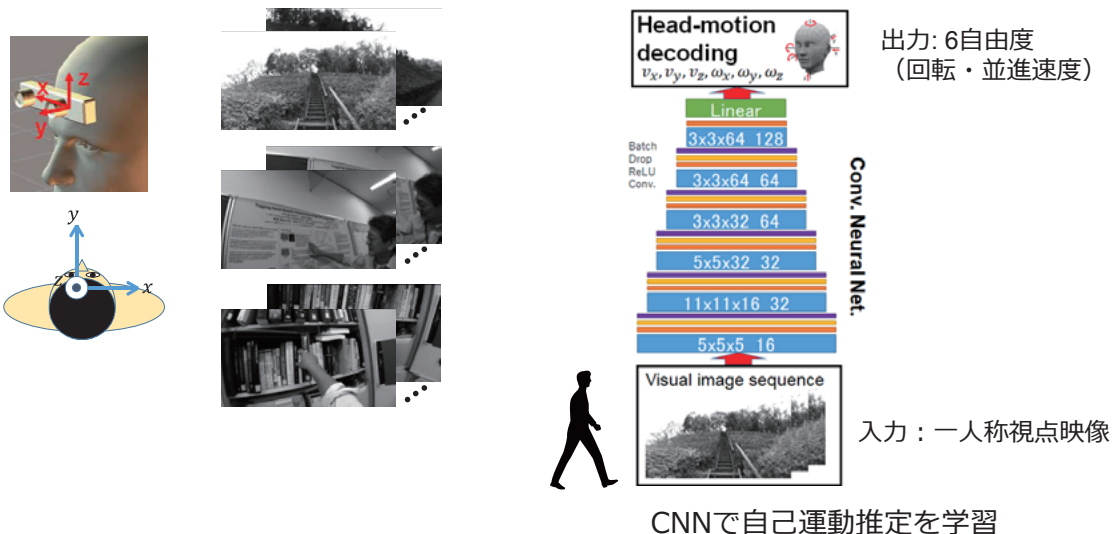 z
x
y
y
z
x
Head-motion
decoding
vx, vy, vz, ωx, ωy, ωz
Linear
3x3x64 128
Batch
Drop
ReLU
Conv.
3x3x64 64
3x3x32 64
5x5x32 32
11x11x16 32
5x5x5 16
Conv. Neural Net.
Visual image sequence
出力: 6自由度
（回転・並進速度）
入力：一人称視点映像
CNNで自己運動推定を学習